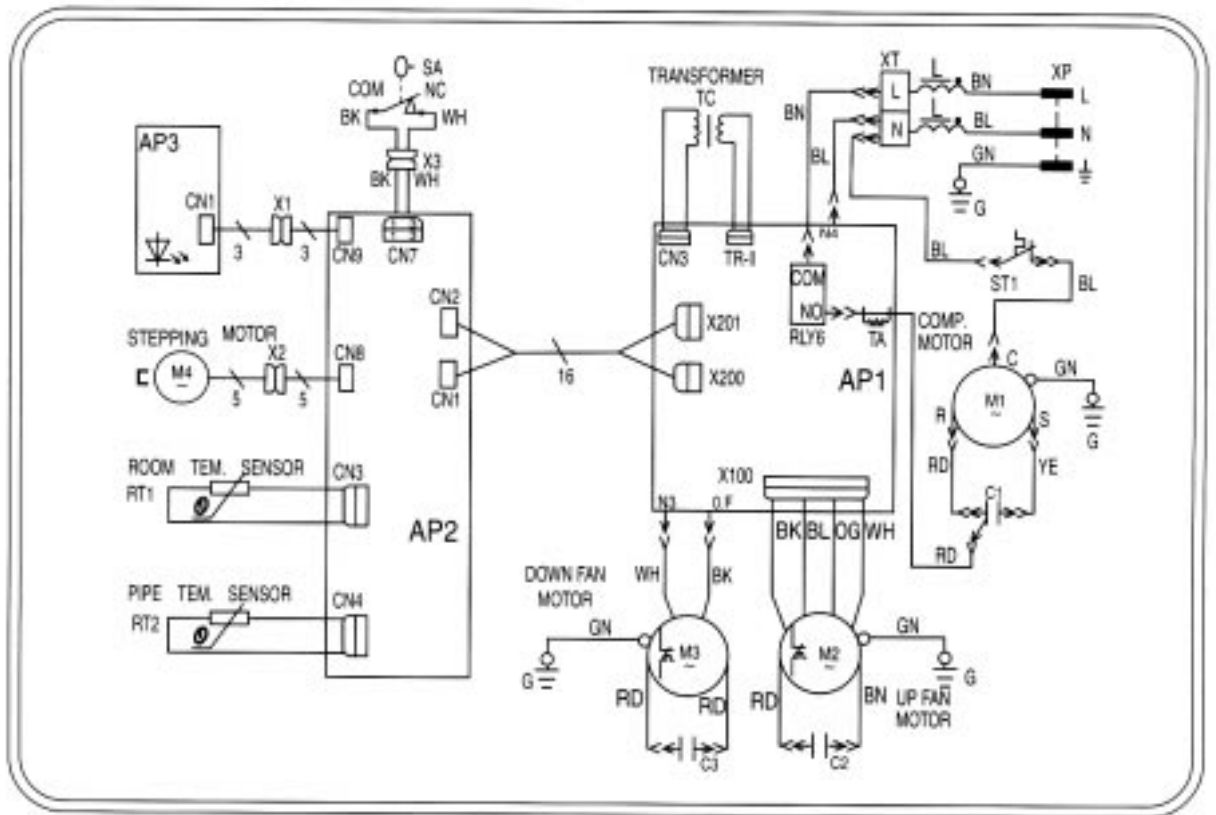 SA
COM NC
BK WH
X3
BK WH
AP3
CN1
X1
3 3
CN9 CN7
TRANSFORMER
TC
BN
BL
XT
L
N
L
L
BN
BL
GN
XP
L
N
G
CN3 TR-II
N4
COM
NO
RLY6
TA
BL
ST1
BL
COMP.
MOTOR
C
GN
G
M1
~
R S
RD YE
C1
RD
STEPPING MOTOR
M4
~
X2
5 5
CN8
CN2
CN1
16
X201
X200
AP1
ROOM TEM. SENSOR
RT1
CN3
AP2
PIPE TEM. SENSOR
RT2
CN4
X100
N3 O.F
BK BL OG WH
WH BK
DOWN FAN
MOTOR
GN
G
M3
~
RD RD
C3
M2
~
GN
G
RD BN
UP FAN
MOTOR
C2